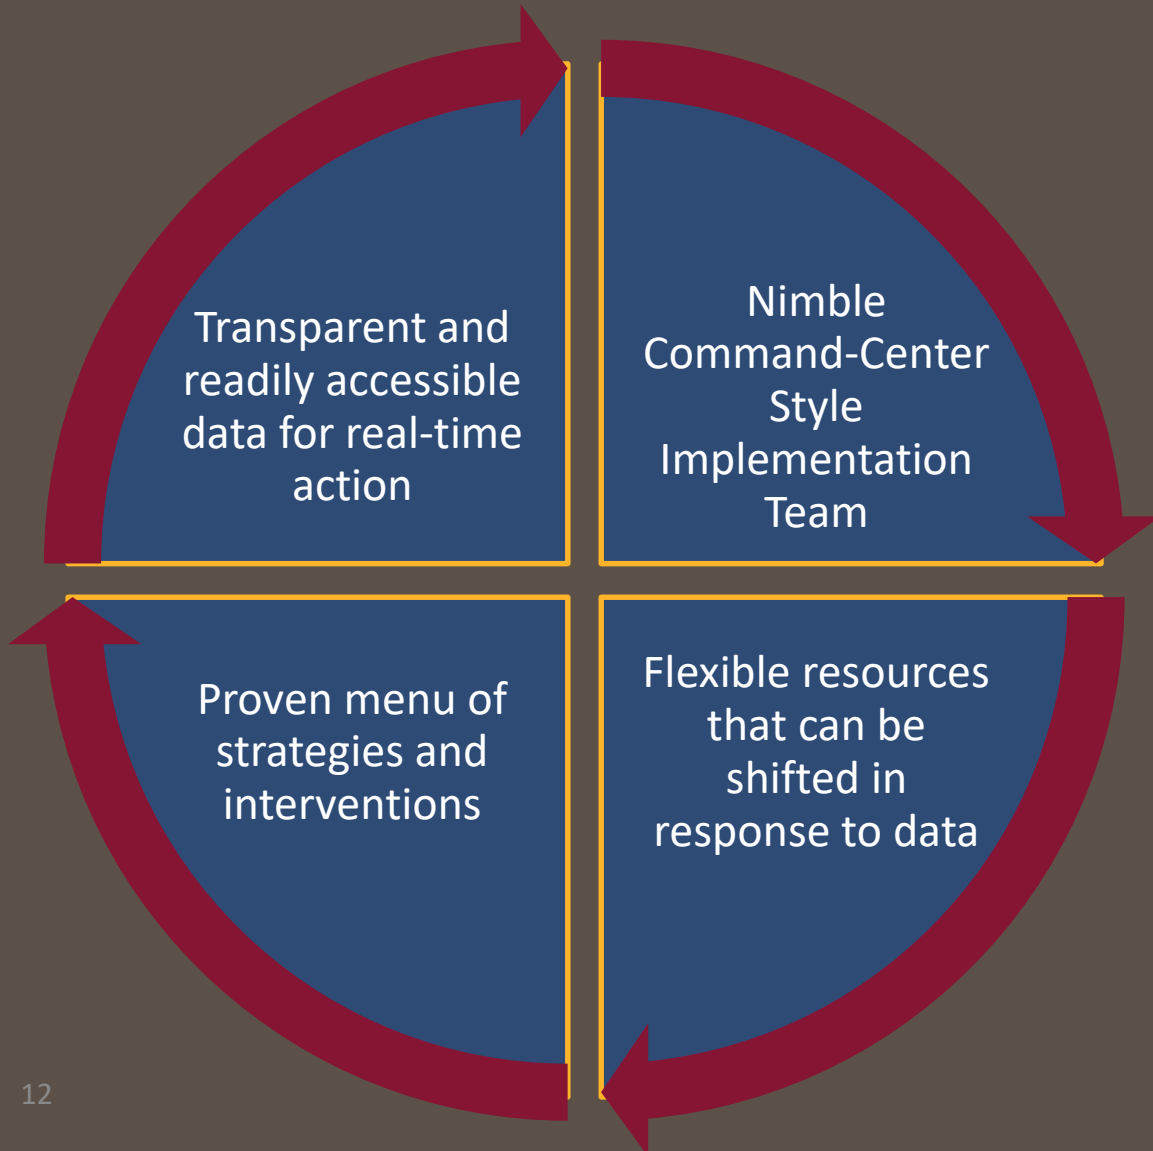 Transparent and
readily accessible
data for real-time
action
Nimble
Command-Center
Style
Implementation
Team
Proven menu of
strategies and
interventions
Flexible resources
that can be
shifted in
response to data
12